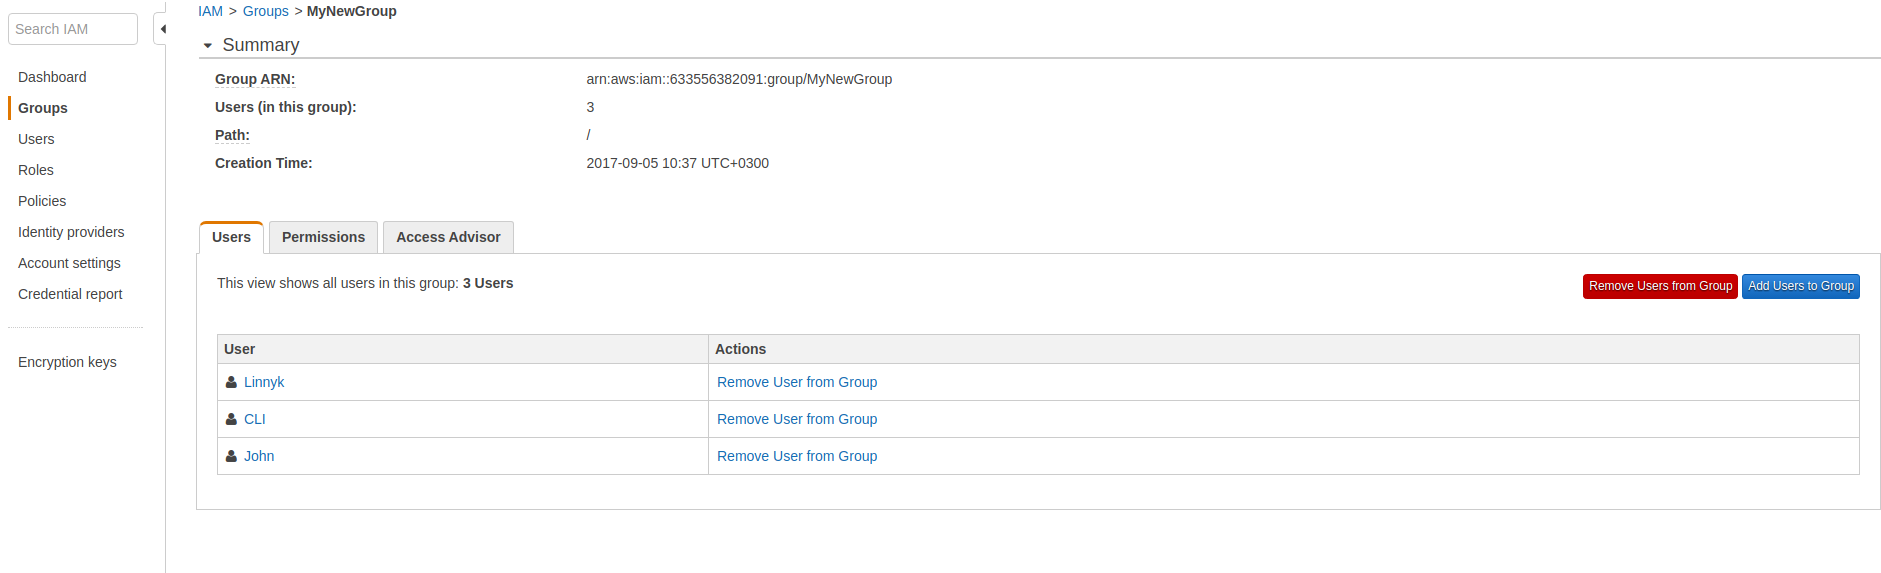 Search IAM
Dashboard
Groups
Users
Roles
Policies
Identity providers
Account settings
Credential report
Encryption keys
IAM > Groups > MyNewGroup
Summary
Group ARN: arn:aws:iam::633556382091:group/MyNewGroup
Users (in this group): 3
Path: /
Creation Time: 2017-09-05 10:37 UTC+0300
Users Permissions Access Advisor
This view shows all users in this group: 3 Users Remove Users from Group Add Users to Group
User Actions
Linnyk Remove User from Group
CLI Remove User from Group
John Remove User from Group